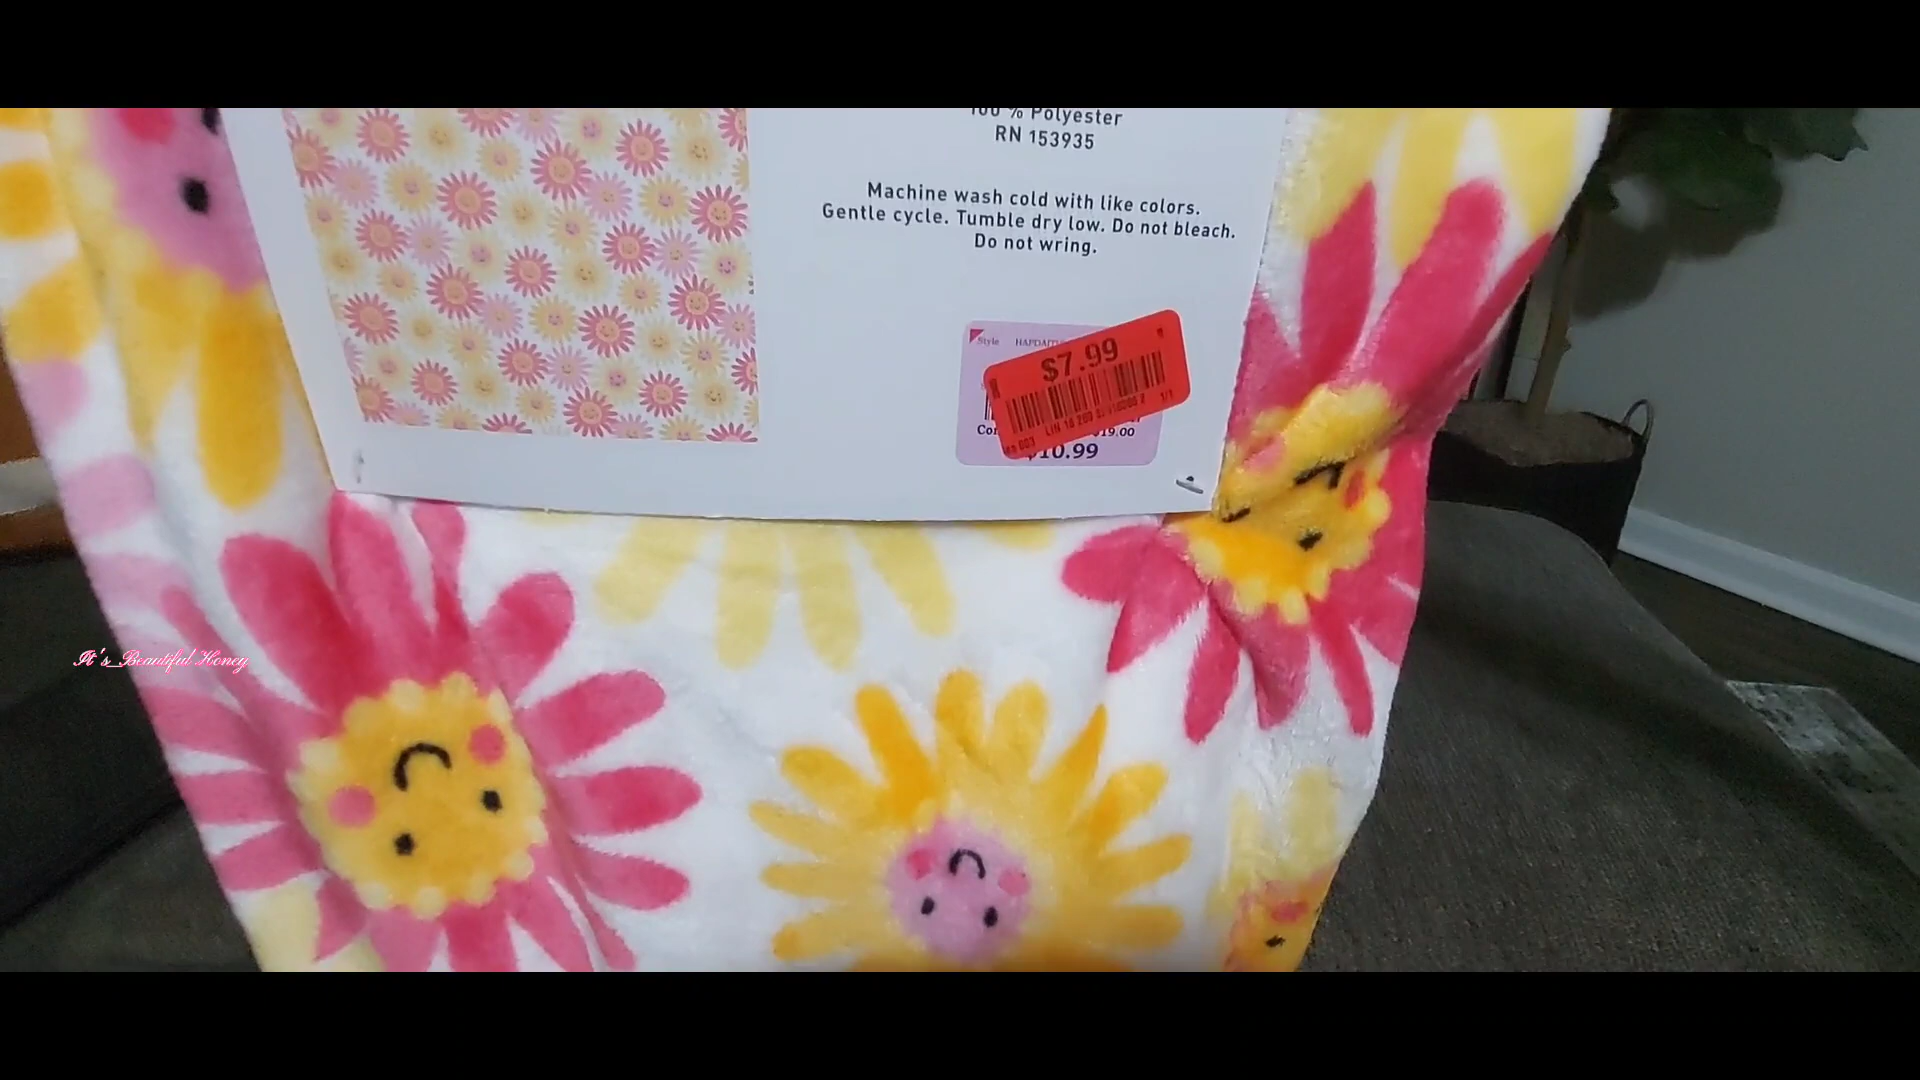 100 % Polyester
RN 153935
Machine wash cold with like colors.
Gentle cycle. Tumble dry low. Do not bleach.
Do not wring.
Style
$7.99
$19.00
$10.99
It's_Beautiful Honey